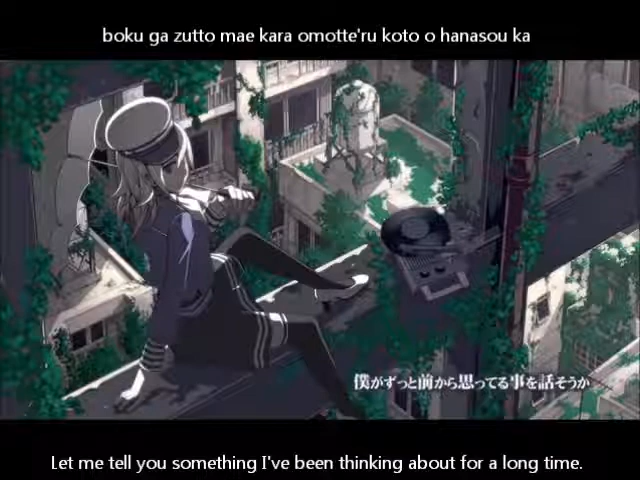 boku ga zutto mae kara omotte'ru koto o hanasou ka
僕がずっと前から思ってる事を話そうか
Let me tell you something I've been thinking about for a long time.